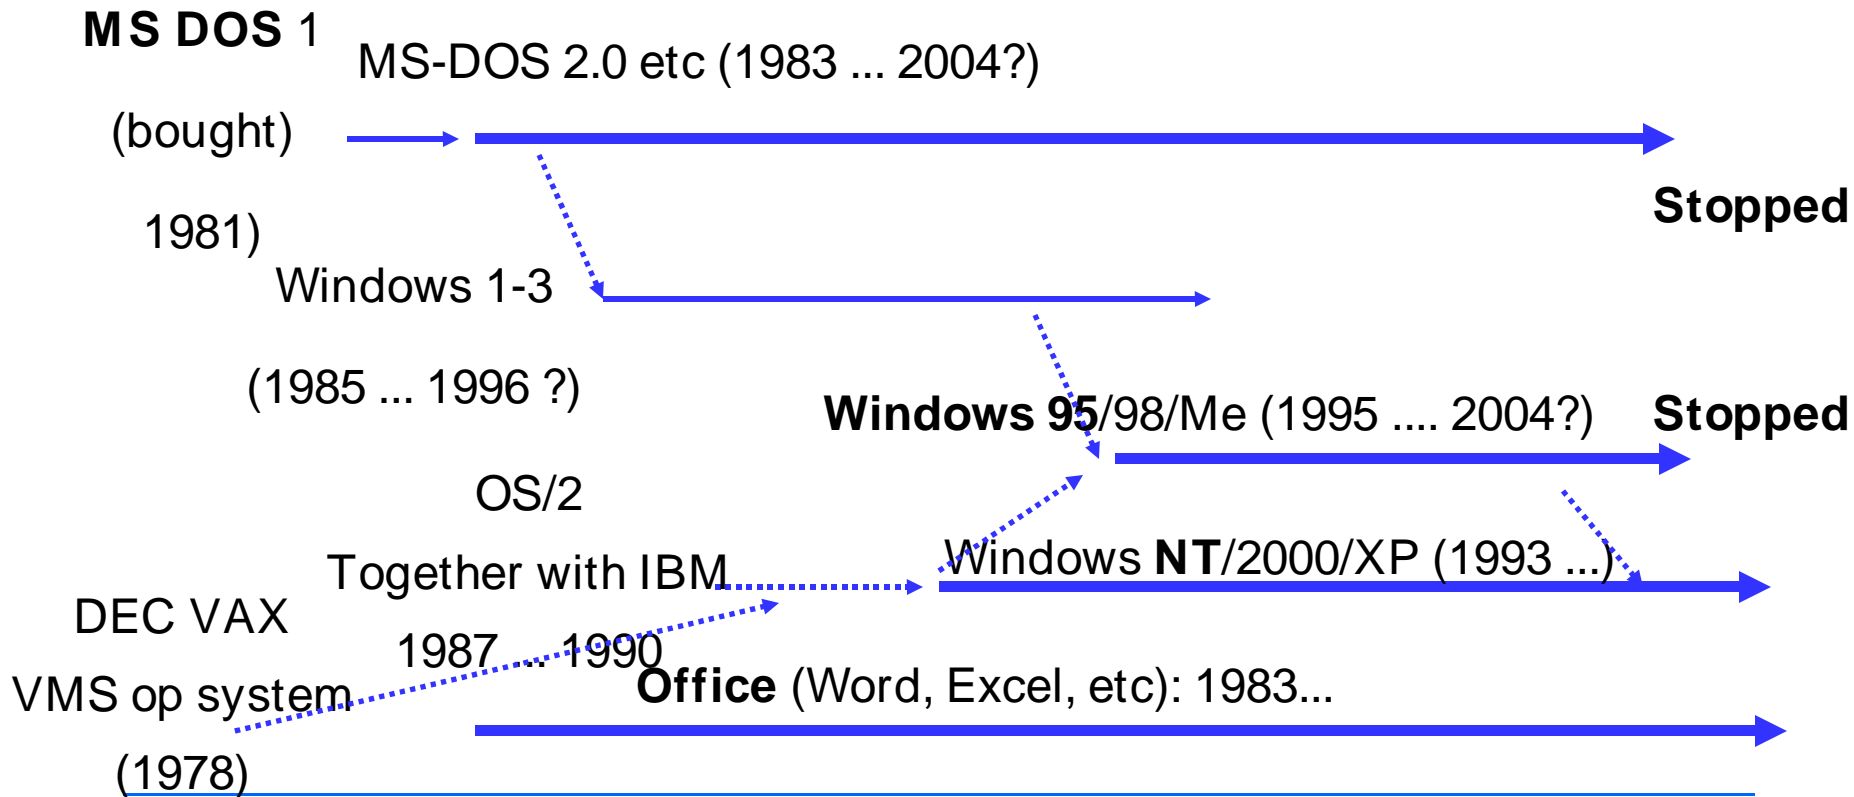 MS DOS 1
(bought)
1981)
MS-DOS 2.0 etc (1983 ... 2004?)
Stopped
Windows 1-3
(1985 ... 1996 ?)
Windows 95/98/Me (1995 .... 2004?)
Stopped
OS/2
Together with IBM
1987 ... 1990
Windows NT/2000/XP (1993 ...)
DEC VAX
VMS op system
(1978)
Office (Word, Excel, etc): 1983...